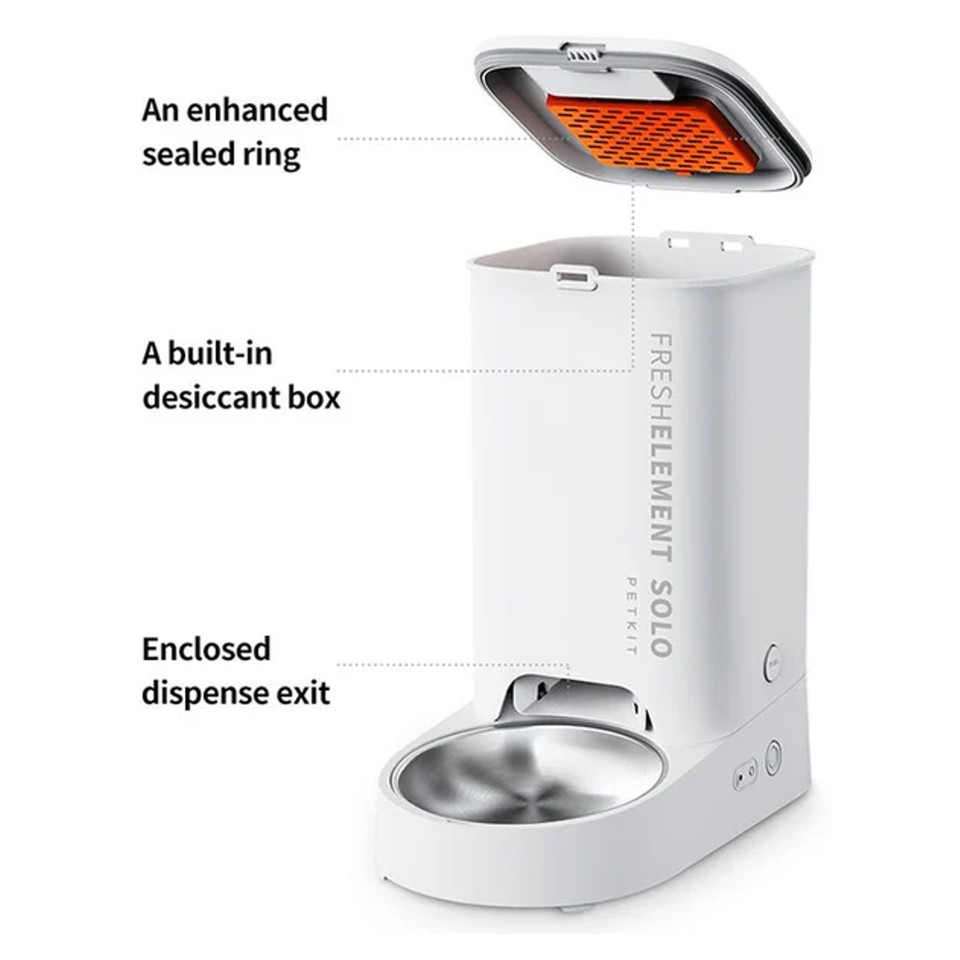 An enhanced
sealed ring
A built-in
desiccant box
Enclosed
dispense exit
FRESHELEMENT SOLO
PETKIT